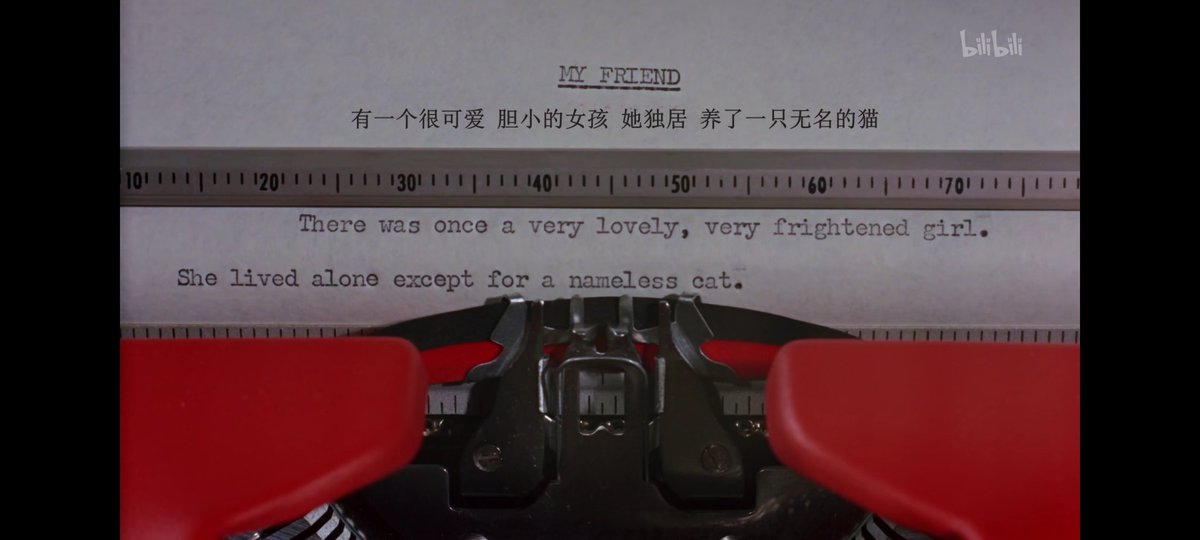 bilibili
MY FRIEND
有一个很可爱 胆小的女孩 她独居 养了一只无名的猫
10 20 30 40 50 60 70
There was once a very lovely, very frightened girl.
She lived alone except for a nameless cat.